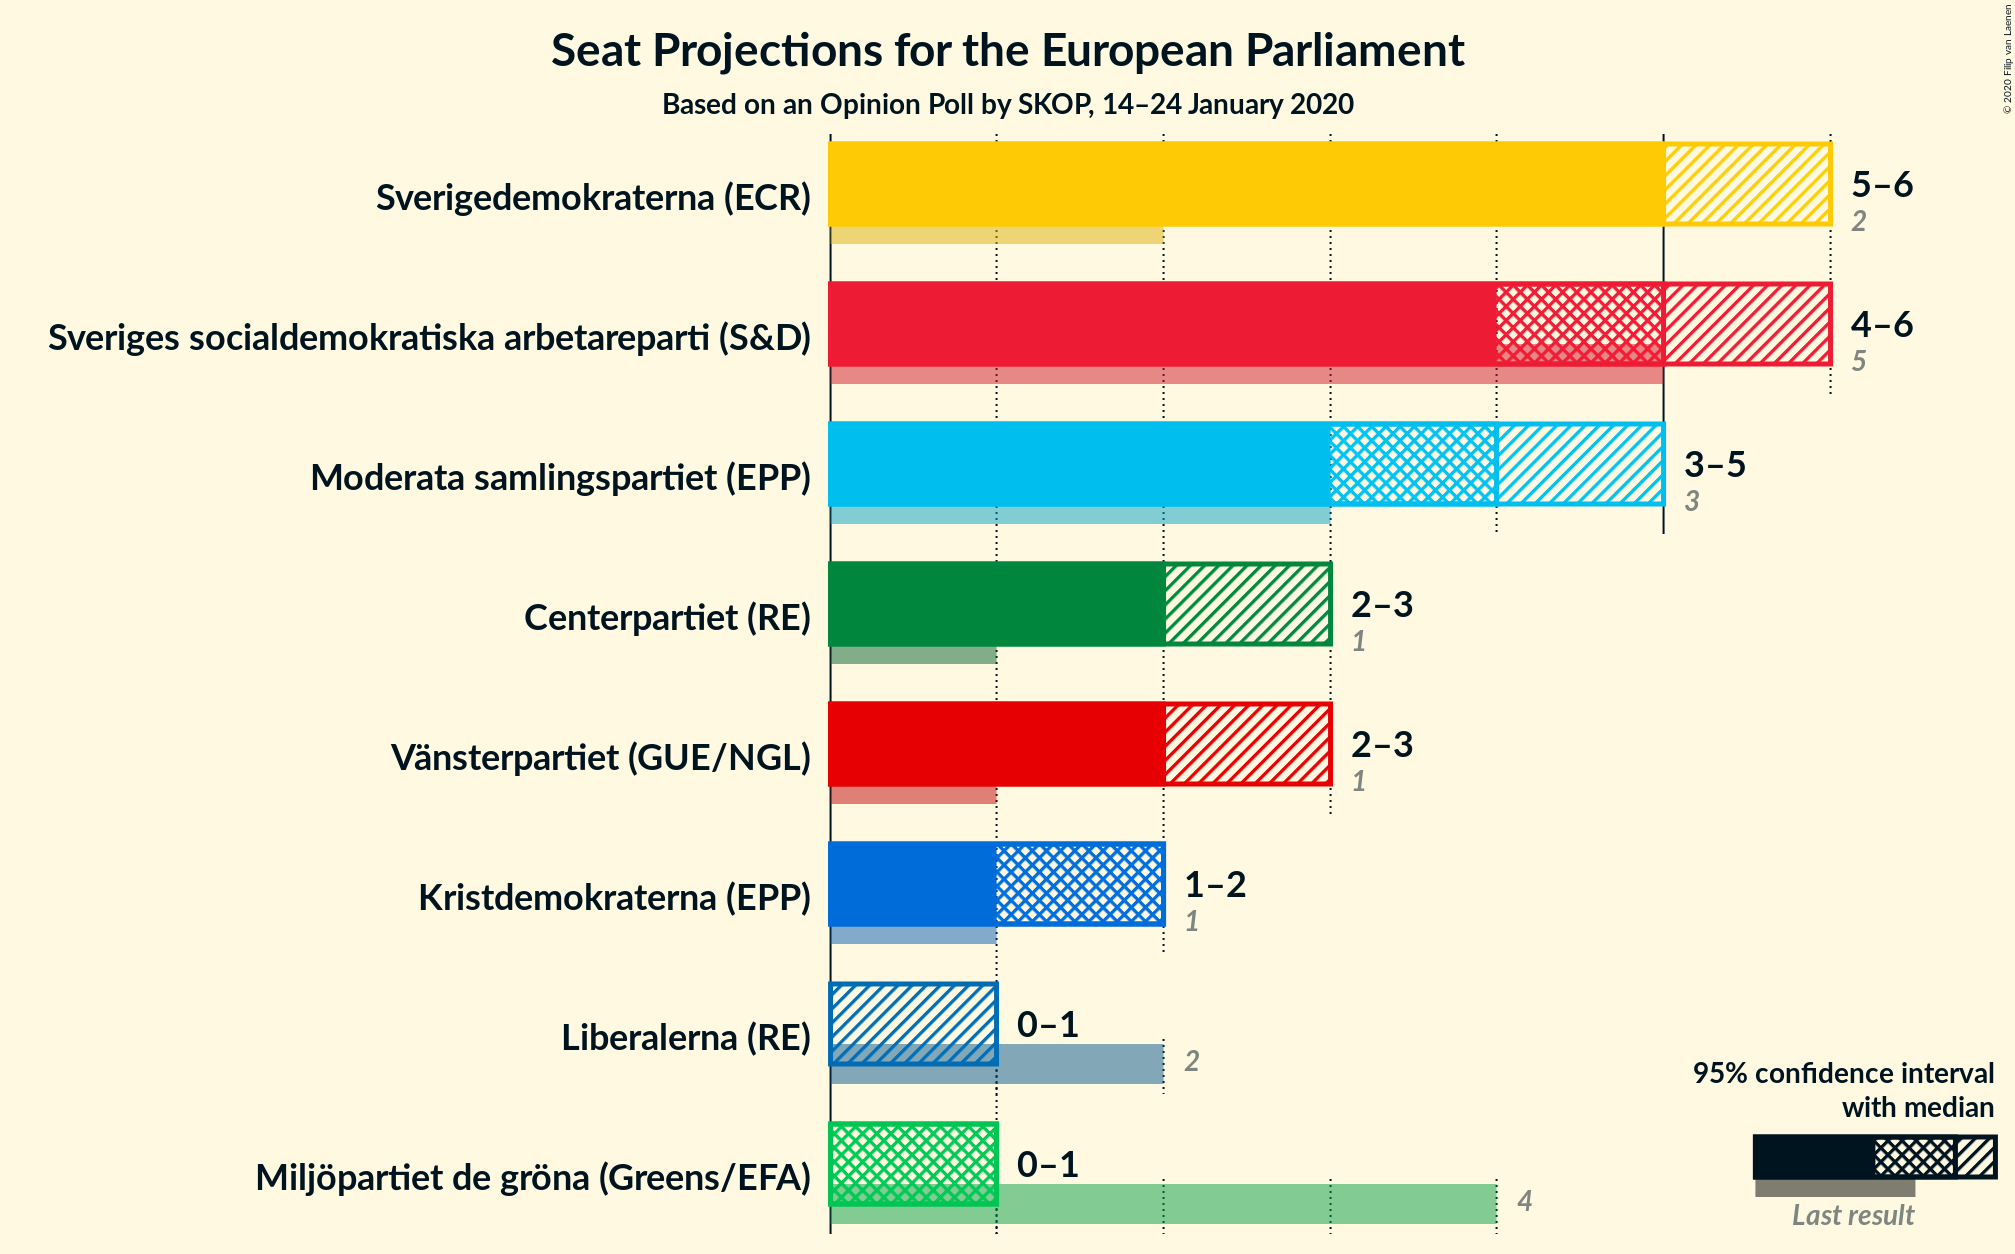 Seat Projections for the European Parliament
Based on an Opinion Poll by SKOP, 14–24 January 2020
© 2020 Filip van Laenen
Sverigedemokraterna (ECR)
5–6
2
Sveriges socialdemokratiska arbetareparti (S&D)
4–6
5
Moderata samlingspartiet (EPP)
3–5
3
Centerpartiet (RE)
2–3
1
Vänsterpartiet (GUE/NGL)
2–3
1
Kristdemokraterna (EPP)
1–2
1
Liberalerna (RE)
0–1
2
Miljöpartiet de gröna (Greens/EFA)
0–1
4
95% confidence interval
with median
Last result